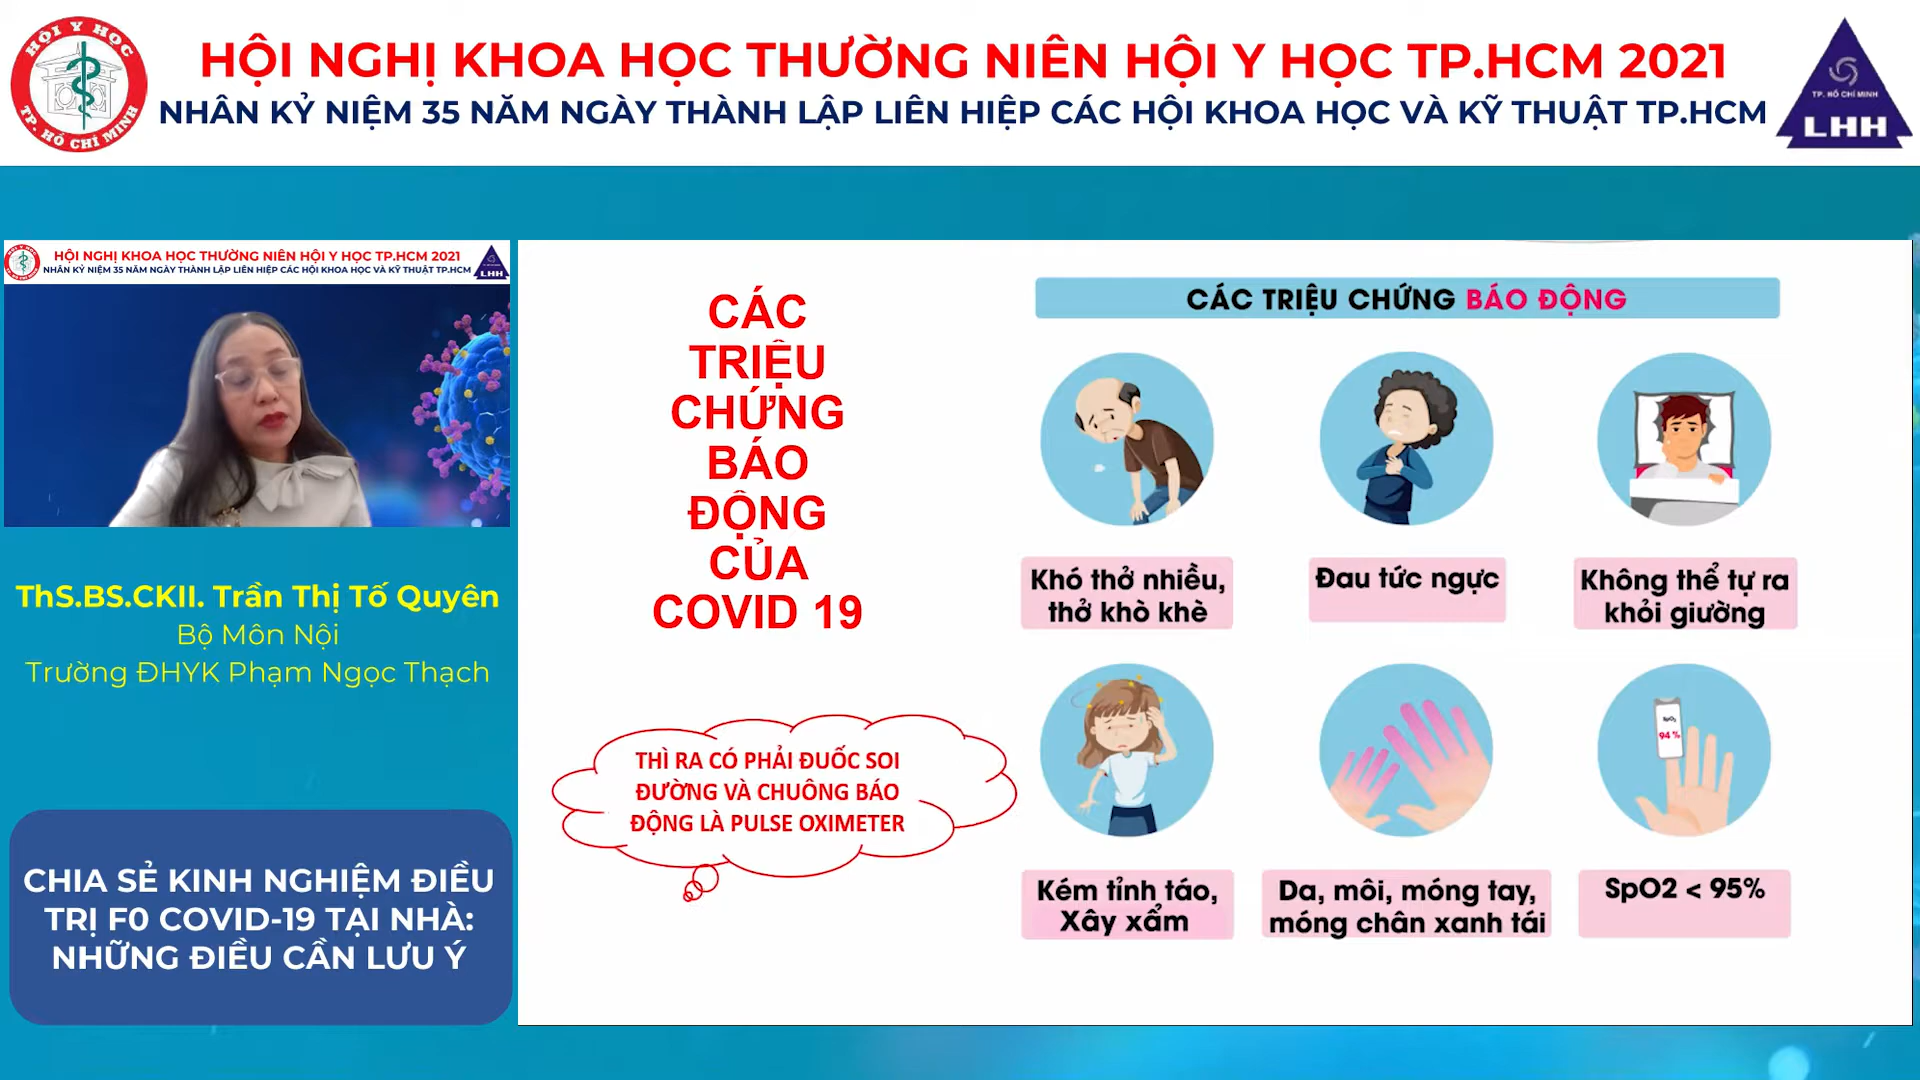 HỘI Y HỌC
TP. HỒ CHÍ MINH
HỘI NGHỊ KHOA HỌC THƯỜNG NIÊN HỘI Y HỌC TP.HCM 2021
NHÂN KỶ NIỆM 35 NĂM NGÀY THÀNH LẬP LIÊN HIỆP CÁC HỘI KHOA HỌC VÀ KỸ THUẬT TP.HCM
TP. HỒ CHÍ MINH
LHH
HỘI NGHỊ KHOA HỌC THƯỜNG NIÊN HỘI Y HỌC TP.HCM 2021
NHÂN KỶ NIỆM 35 NĂM NGÀY THÀNH LẬP LIÊN HIỆP CÁC HỘI KHOA HỌC VÀ KỸ THUẬT TP.HCM
LHH
ThS.BS.CKII. Trần Thị Tố Quyên
Bộ Môn Nội
Trường ĐHYK Phạm Ngọc Thạch
CHIA SẺ KINH NGHIỆM ĐIỀU
TRỊ F0 COVID-19 TẠI NHÀ:
NHỮNG ĐIỀU CẦN LƯU Ý
CÁC
TRIỆU
CHỨNG
BÁO
ĐỘNG
CỦA
COVID 19
THÌ RA CÓ PHẢI ĐUỐC SOI
ĐƯỜNG VÀ CHUÔNG BÁO
ĐỘNG LÀ PULSE OXIMETER
CÁC TRIỆU CHỨNG BÁO ĐỘNG
Khó thở nhiều,
thở khò khè
Đau tức ngực
Không thể tự ra
khỏi giường
SpO2
94 %
Kém tỉnh táo,
Xây xẩm
Da, môi, móng tay,
móng chân xanh tái
SpO2 < 95%